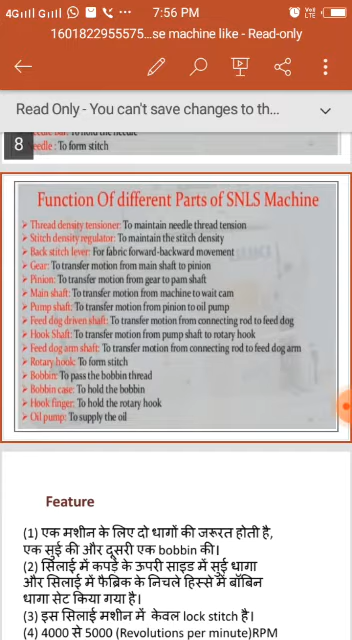 4G 7:56 PM Vo) LTE
1601822955575...se machine like - Read-only
Read Only - You can't save changes to th...
8
needle : To form stitch
Function Of different Parts of SNLS Machine
➢ Thread density tensioner: To maintain needle thread tension
➢ Stitch density regulator: To maintain the stitch density
➢ Back stitch lever: For fabric forward-backward movement
➢ Gear: To transfer motion from main shaft to pinion
➢ Pinion: To transfer motion from gear to pam shaft
➢ Main shaft: To transfer motion from machine to wait cam
➢ Pump shaft: To transfer motion from pinion to oil pump
➢ Feed dog driven shaft: To transfer motion from connecting rod to feed dog
➢ Hook Shaft: To transfer motion from pump shaft to rotary hook
➢ Feed dog arm shaft: To transfer motion from connecting rod to feed dog arm
➢ Rotary hook: To form stitch
➢ Bobbin: To pass the bobbin thread
➢ Bobbin case: To hold the bobbin
➢ Hook finger: To hold the rotary hook
➢ Oil pump: To supply the oil
Feature
(1) एक मशीन के लिए दो धागों की जरूरत होती है,
एक सुई की और दूसरी एक bobbin की।
(2) सिलाई में कपड़े के ऊपरी साइड में सुई धागा
और सिलाई में फैब्रिक के निचले हिस्से में बॉबिन
धागा सेट किया गया है।
(3) इस सिलाई मशीन में केवल lock stitch है।
(4) 4000 से 5000 (Revolutions per minute)RPM